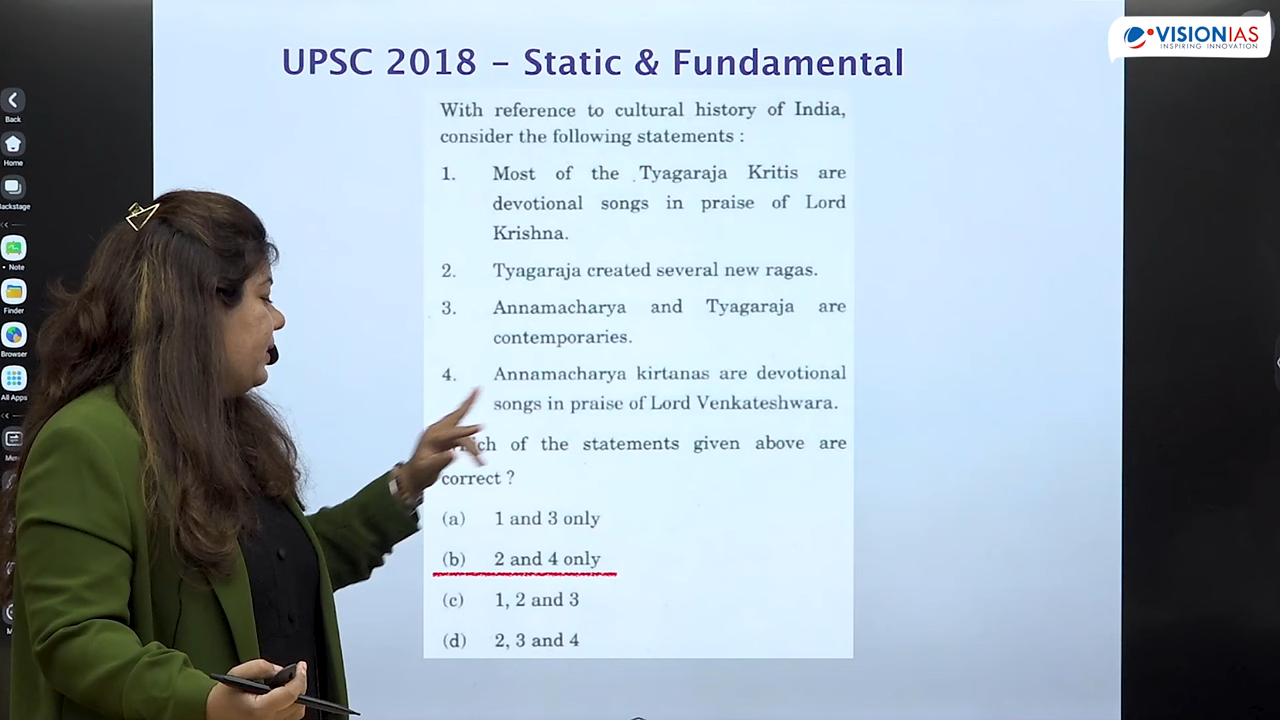 VISIONIAS
INSPIRING INNOVATION
UPSC 2018 – Static & Fundamental
With reference to cultural history of India,
consider the following statements :
1. Most of the Tyagaraja Kritis are
devotional songs in praise of Lord
Krishna.
2. Tyagaraja created several new ragas.
3. Annamacharya and Tyagaraja are
contemporaries.
4. Annamacharya kirtanas are devotional
songs in praise of Lord Venkateshwara.
of the statements given above are
correct ?
(a) 1 and 3 only
(b) 2 and 4 only
(c) 1, 2 and 3
(d) 2, 3 and 4
Back
Home
Note
Finder
Browser
All Apps